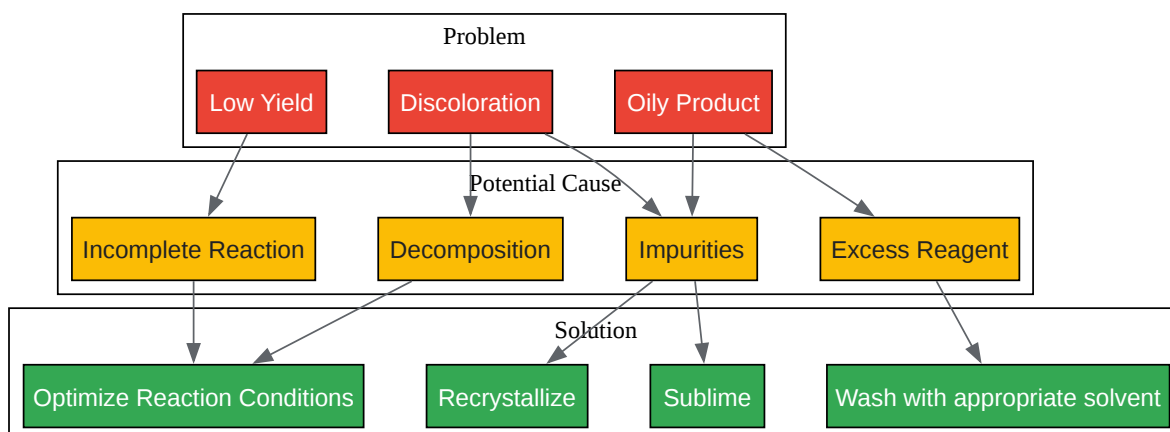 Problem
Low Yield
Discoloration
Oily Product
Potential Cause
Incomplete Reaction
Decomposition
Impurities
Excess Reagent
Solution
Optimize Reaction Conditions
Recrystallize
Sublime
Wash with appropriate solvent